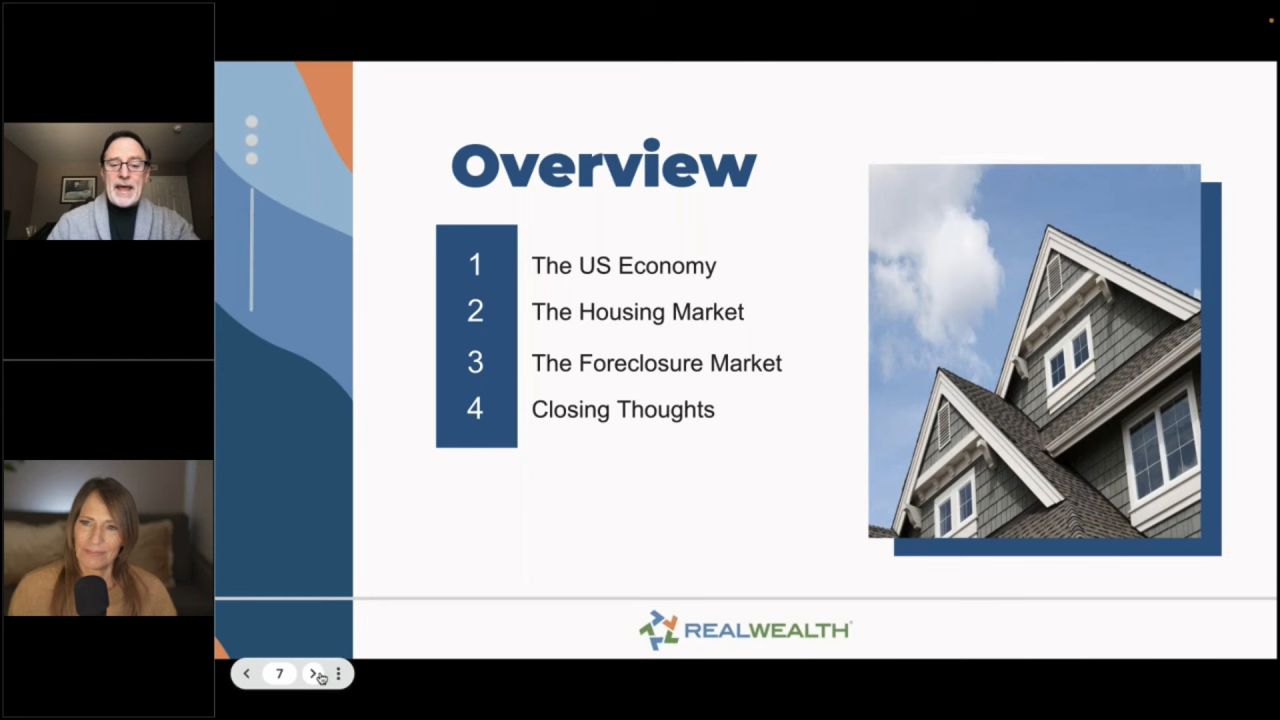 Overview
1 The US Economy
2 The Housing Market
3 The Foreclosure Market
4 Closing Thoughts
REALWEALTH
7